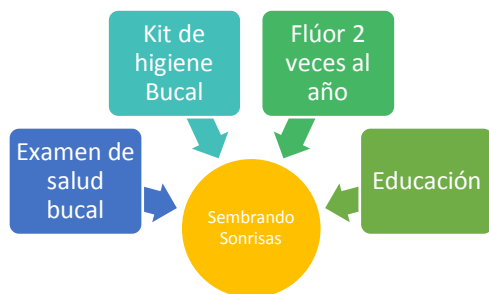 Kit de
higiene
Bucal
Flúor 2
veces al
año
Examen de
salud
bucal
Educación
Sembrando
Sonrisas